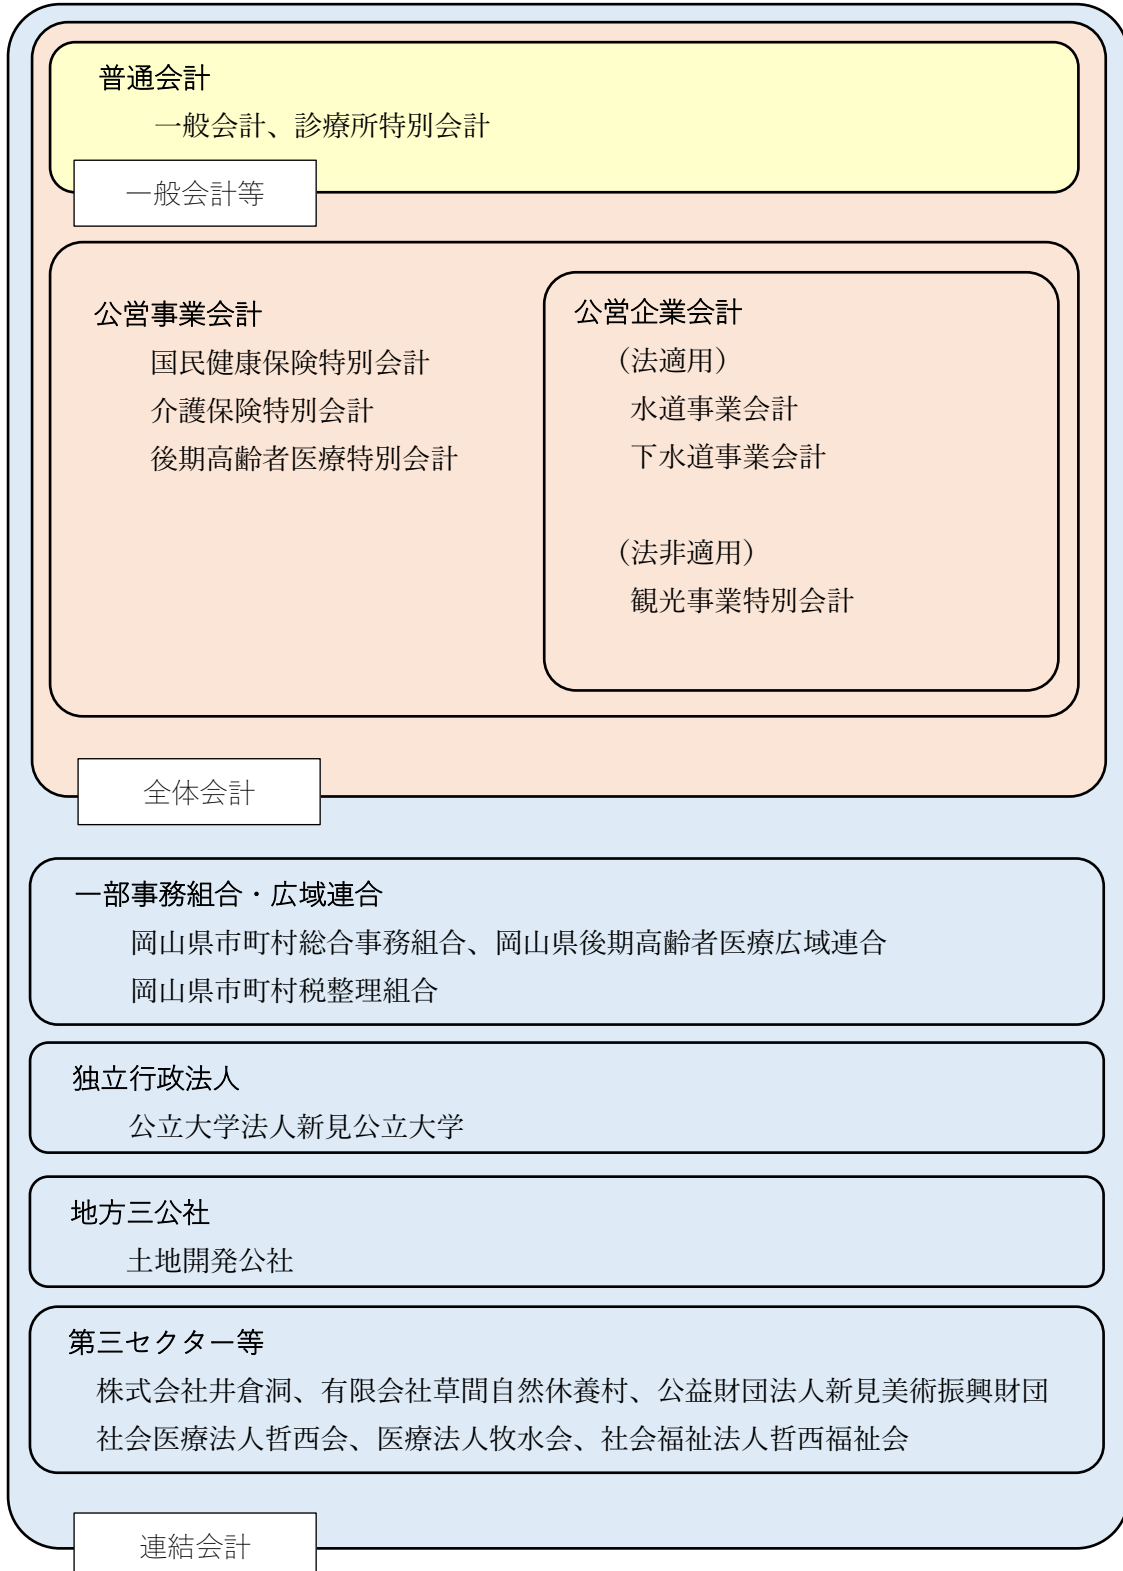 普通会計
一般会計、診療所特別会計
一般会計等
公営事業会計
国民健康保険特別会計
介護保険特別会計
後期高齢者医療特別会計
公営企業会計
（法適用）
水道事業会計
下水道事業会計
（法非適用）
観光事業特別会計
全体会計
一部事務組合・広域連合
岡山県市町村総合事務組合、岡山県後期高齢者医療広域連合
岡山県市町村税整理組合
独立行政法人
公立大学法人新見公立大学
地方三公社
土地開発公社
第三セクター等
株式会社井倉洞、有限会社草間自然休養村、公益財団法人新見美術振興財団
社会医療法人哲西会、医療法人牧水会、社会福祉法人哲西福祉会
連結会計